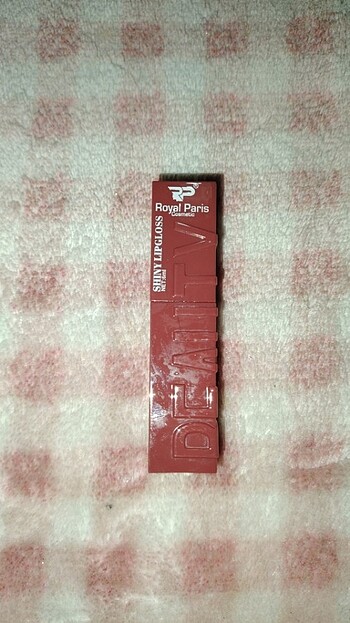 RP
Royal Paris
Cosmetic
SHINY LIPGLOSS
BEAUTY